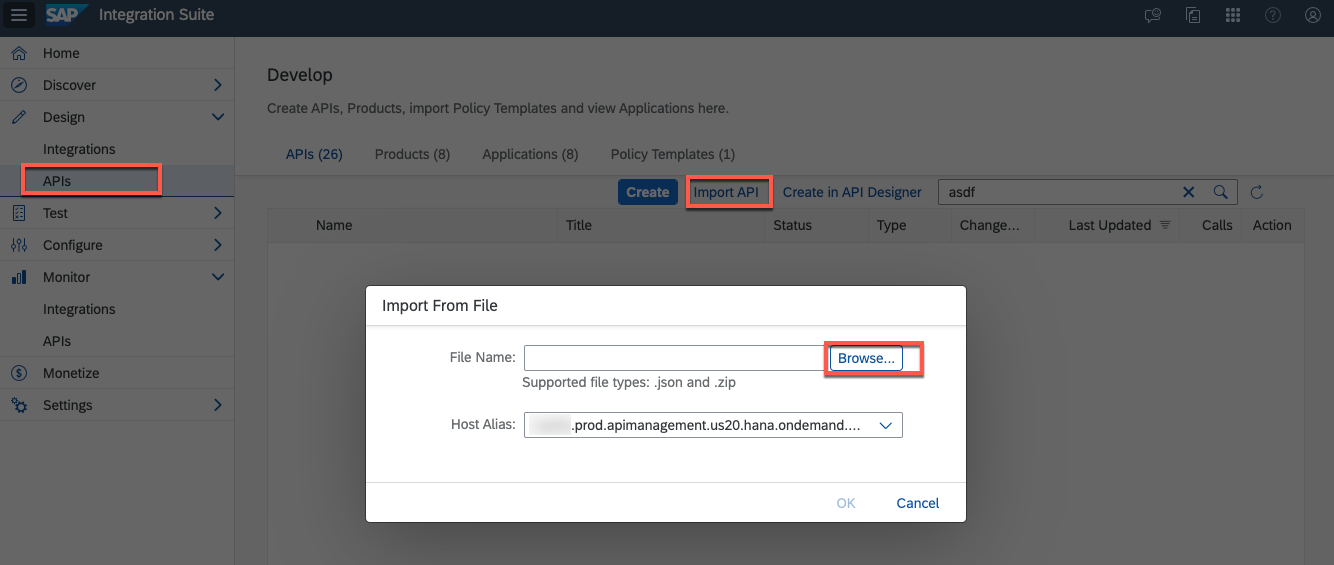 SAP Integration Suite
Home
Discover
Design
Integrations
APIs
Test
Configure
Monitor
Integrations
APIs
Monetize
Settings
Develop
Create APIs, Products, import Policy Templates and view Applications here.
APIs (26) Products (8) Applications (8) Policy Templates (1)
Create Import API Create in API Designer asdf
Name Title Status Type Change... Last Updated Calls Action
Import From File
File Name: Browse...
Supported file types: .json and .zip
Host Alias: .prod.apimanagement.us20.hana.ondemand....
OK Cancel